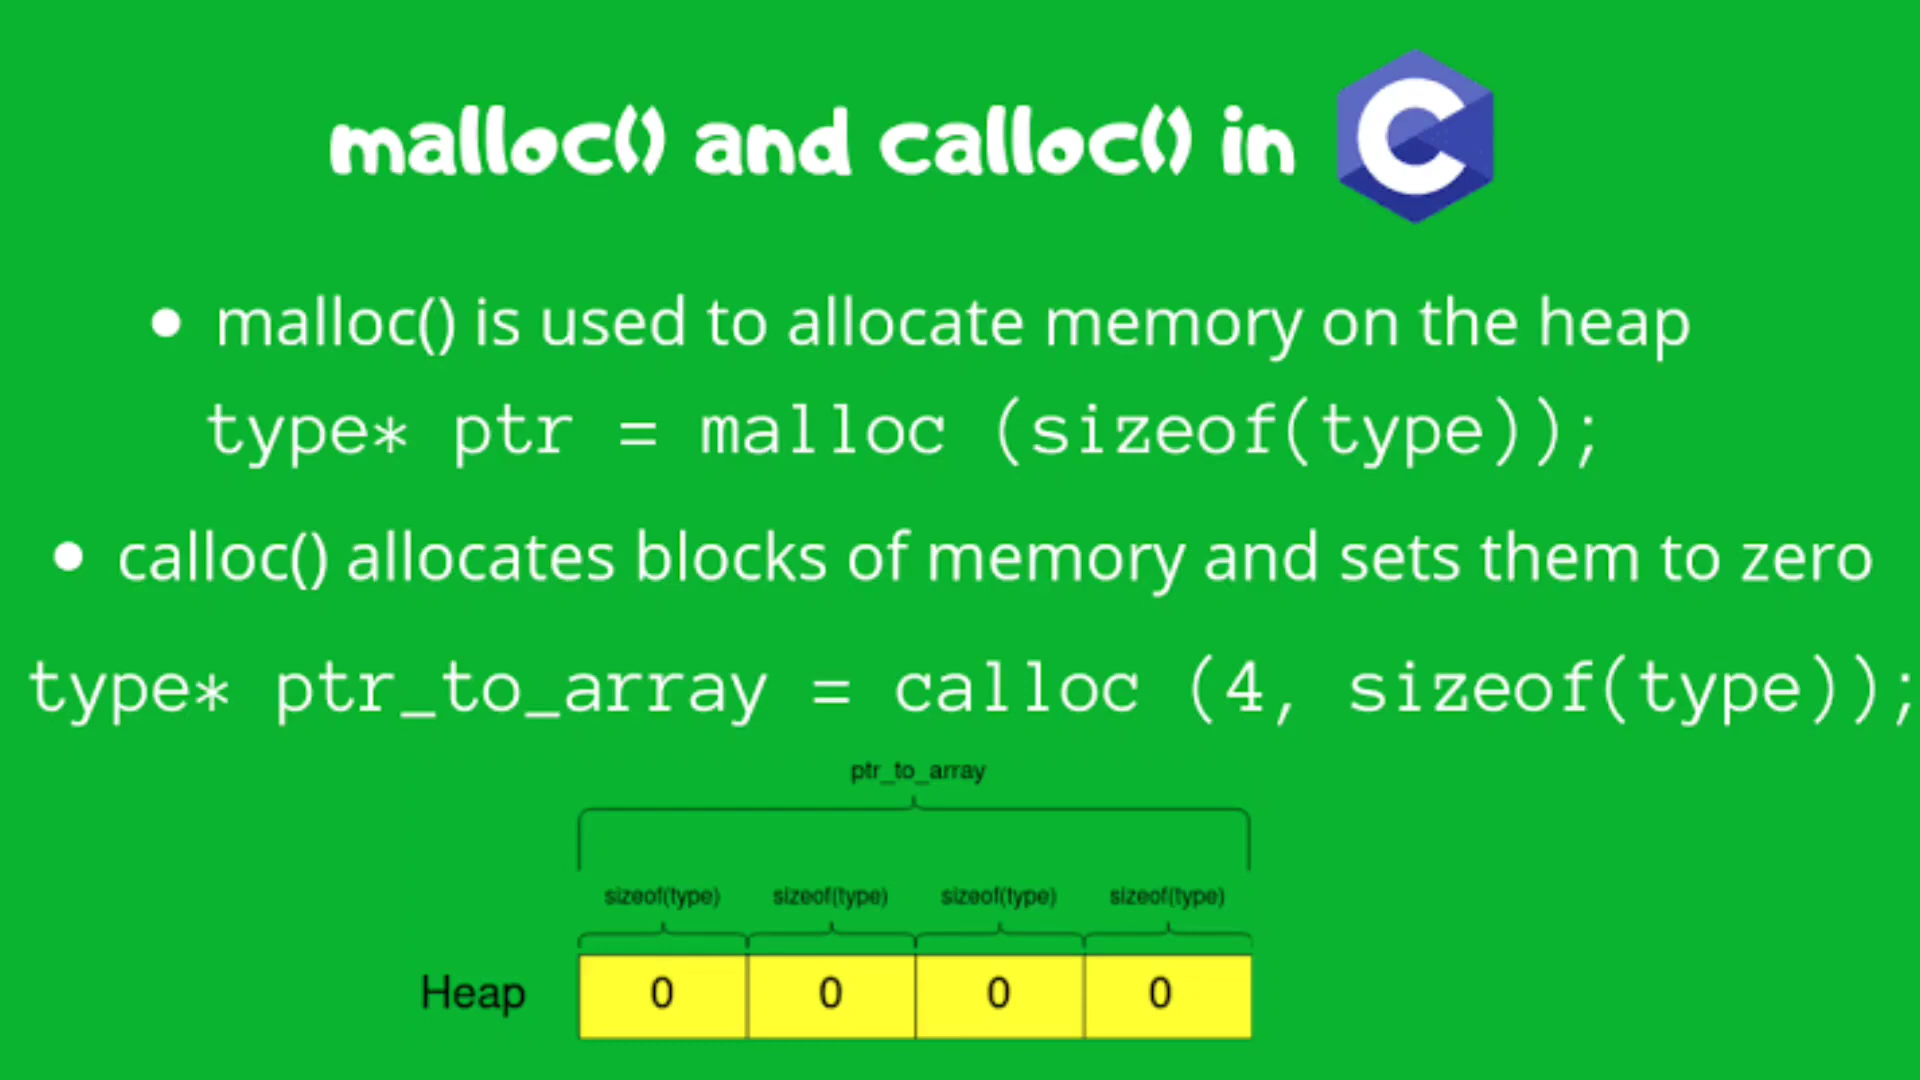 malloc() and calloc() in C
• malloc() is used to allocate memory on the heap
type* ptr = malloc (sizeof(type));
• calloc() allocates blocks of memory and sets them to zero
type* ptr_to_array = calloc (4, sizeof(type));
ptr_to_array
sizeof(type) sizeof(type) sizeof(type) sizeof(type)
Heap 0 0 0 0